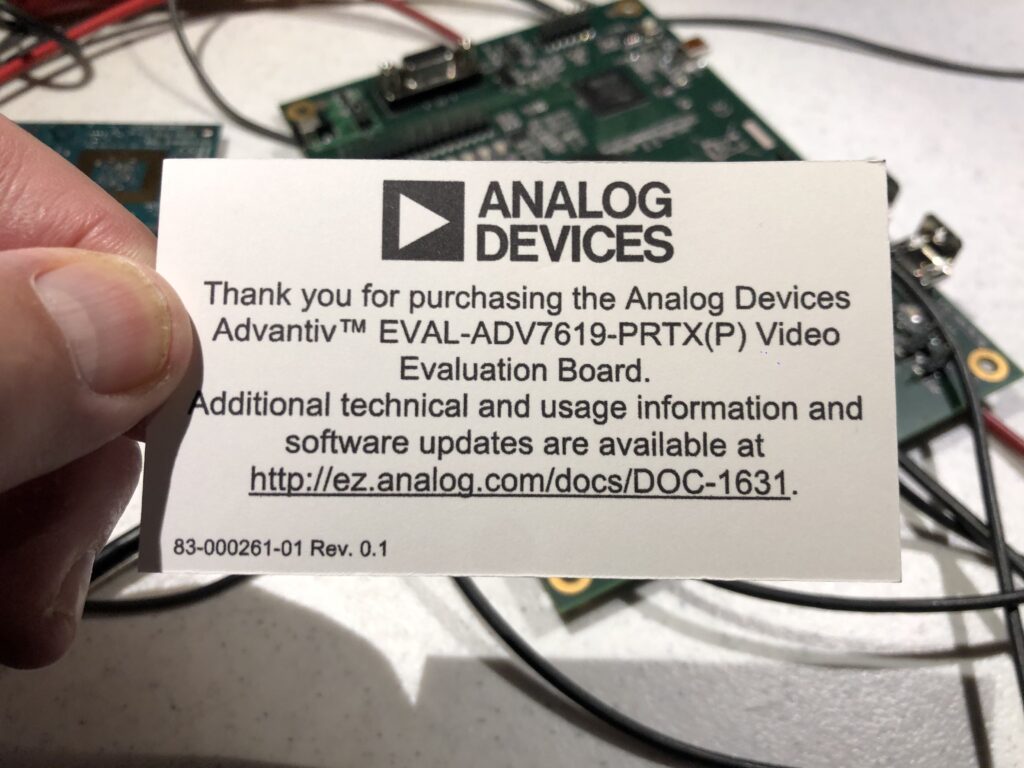 ANALOG
DEVICES
Thank you for purchasing the Analog Devices
Advantiv™ EVAL-ADV7619-PRTX(P) Video
Evaluation Board.
Additional technical and usage information and
software updates are available at
http://ez.analog.com/docs/DOC-1631.
83-000261-01 Rev. 0.1